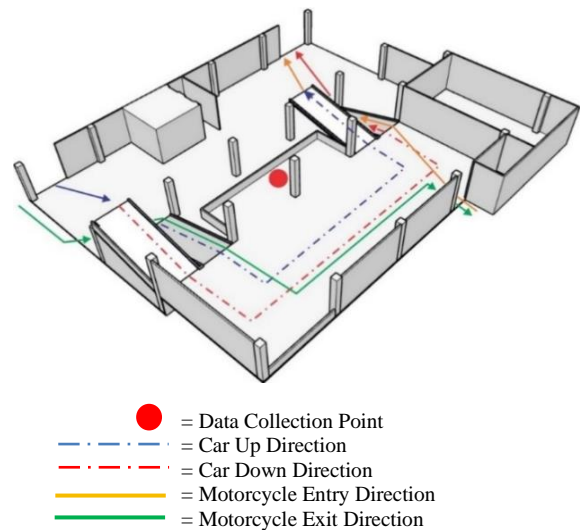 = Data Collection Point
= Car Up Direction
= Car Down Direction
= Motorcycle Entry Direction
= Motorcycle Exit Direction